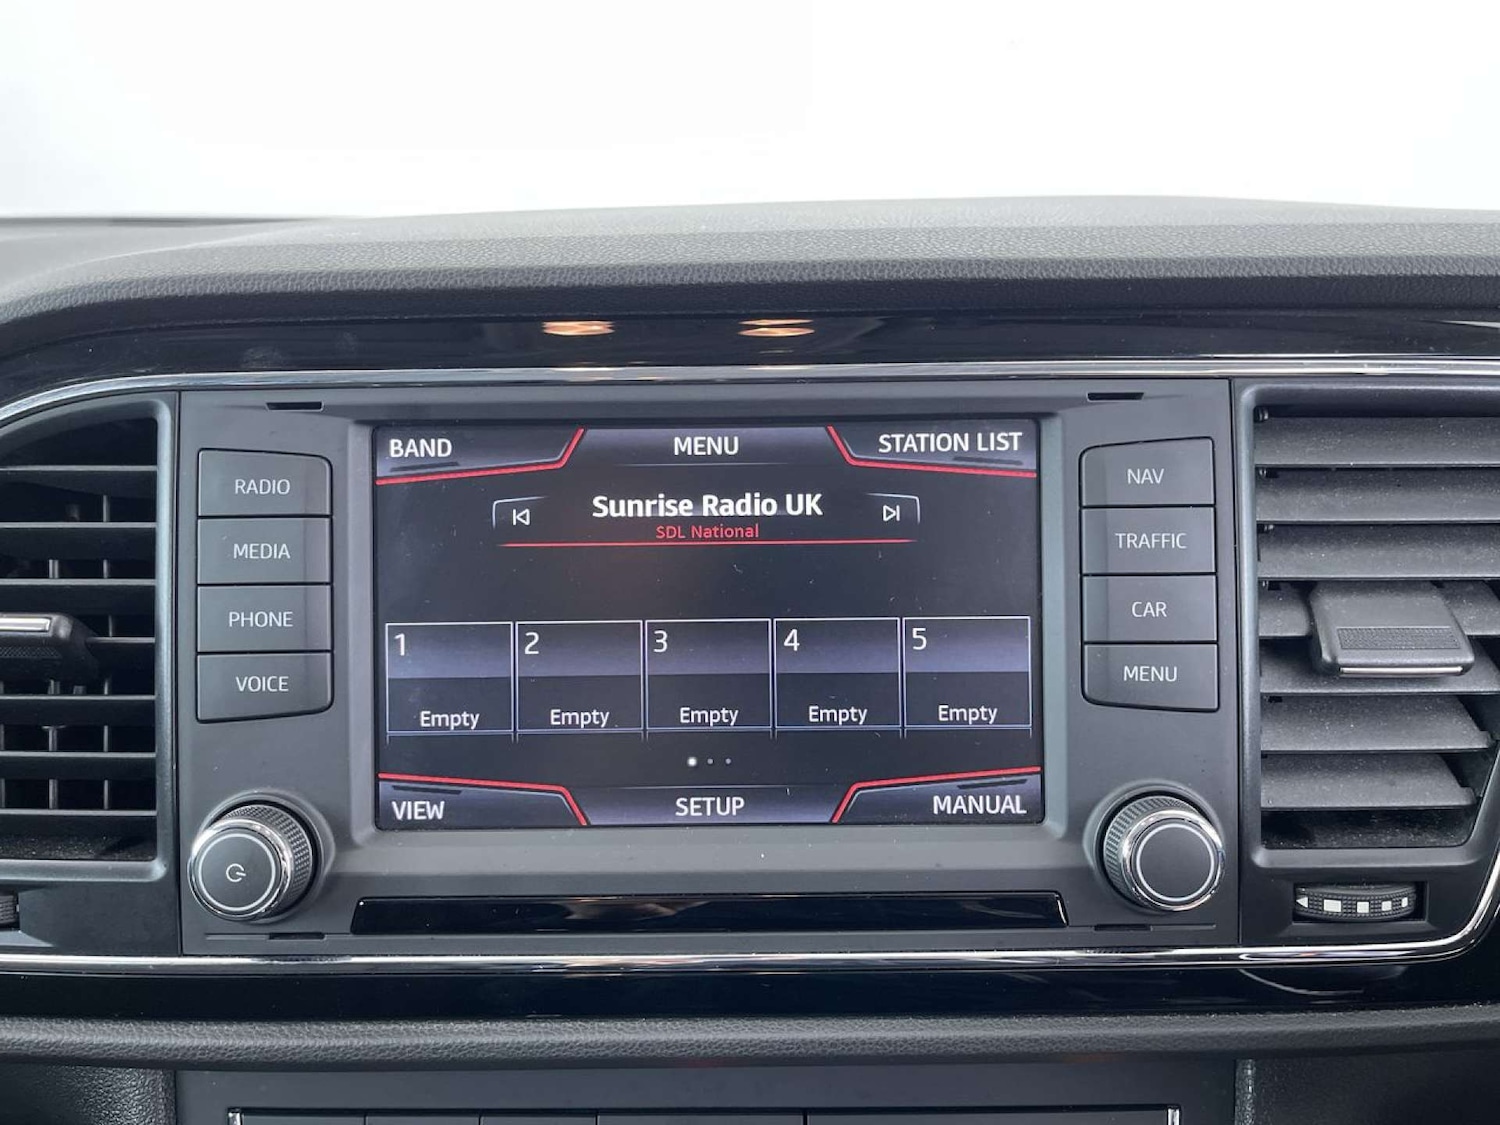 BAND MENU STATION LIST
RADIO
MEDIA
PHONE
VOICE
Sunrise Radio UK
SDL National
1 2 3 4 5
Empty Empty Empty Empty Empty
VIEW SETUP MANUAL
NAV
TRAFFIC
CAR
MENU